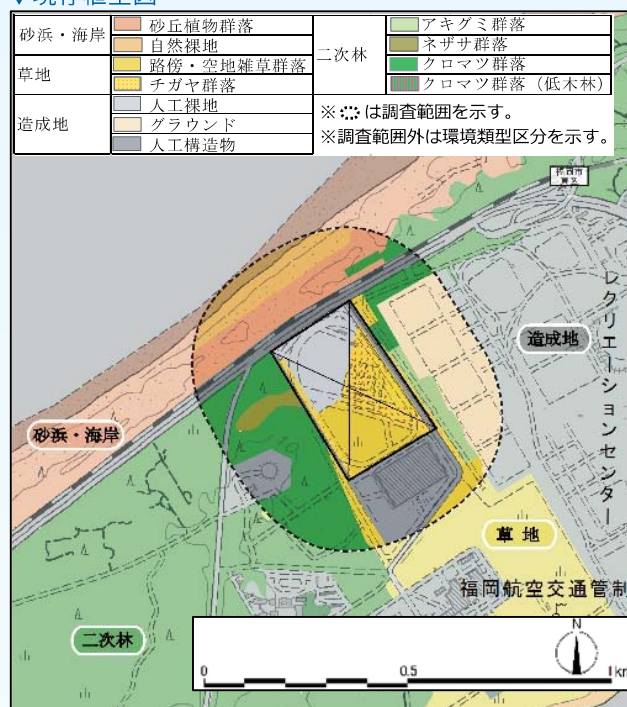 砂浜・海岸
砂丘植物群落
自然裸地
草地
路傍・空地雑草群落
チガヤ群落
造成地
人工裸地
グラウンド
人工構造物
二次林
アキグミ群落
ネザサ群落
クロマツ群落
クロマツ群落（低木林）
※ は調査範囲を示す。
※調査範囲外は環境類型区分を示す。
福岡市
東区
レクリエーションセンター
造成地
砂浜・海岸
草地
福岡航空交通管制
二次林
N
0 0.5 1km